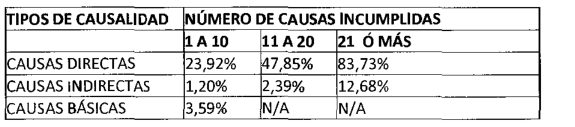 TIPOS DE CAUSALIDAD NÚMERO DE CAUSAS INCUMPLIDAS
1 A 10 11 A 20 21 Ó MÁS
CAUSAS DIRECTAS 23,92% 47,85% 83,73%
CAUSAS INDIRECTAS 1,20% 2,39% 12,68%
CAUSAS BÁSICAS 3,59% N/A N/A